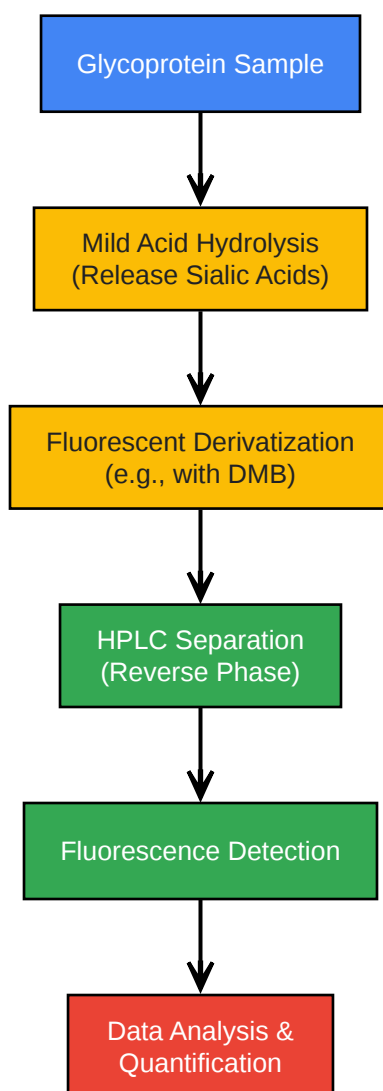 Glycoprotein Sample
Mild Acid Hydrolysis
(Release Sialic Acids)
Fluorescent Derivatization
(e.g., with DMB)
HPLC Separation
(Reverse Phase)
Fluorescence Detection
Data Analysis &
Quantification